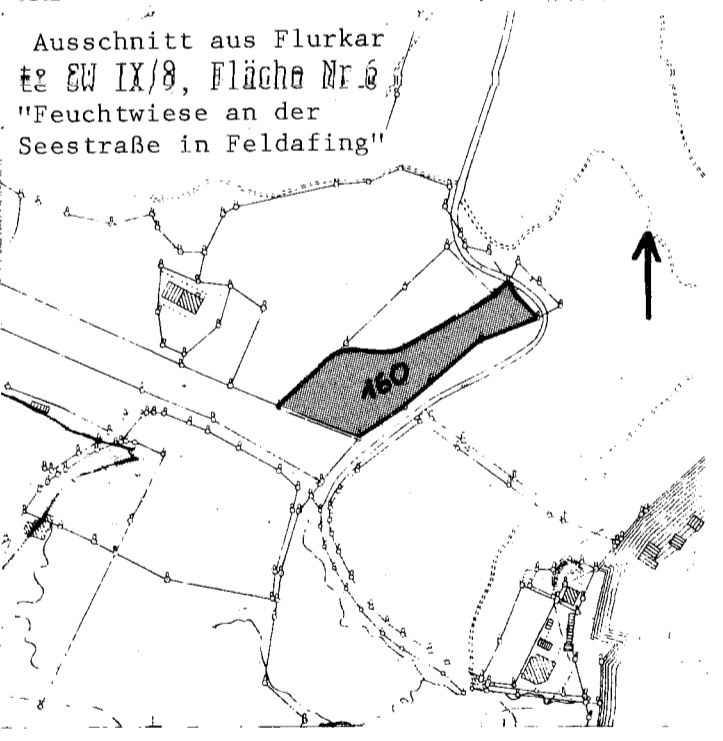 Ausschnitt aus Flurkar
te SW IX/8, Fläche Nr.6
"Feuchtwiese an der
Seestraße in Feldafing"
160